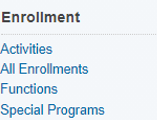 Enrollment
Activities
All Enrollments
Functions
Special Programs